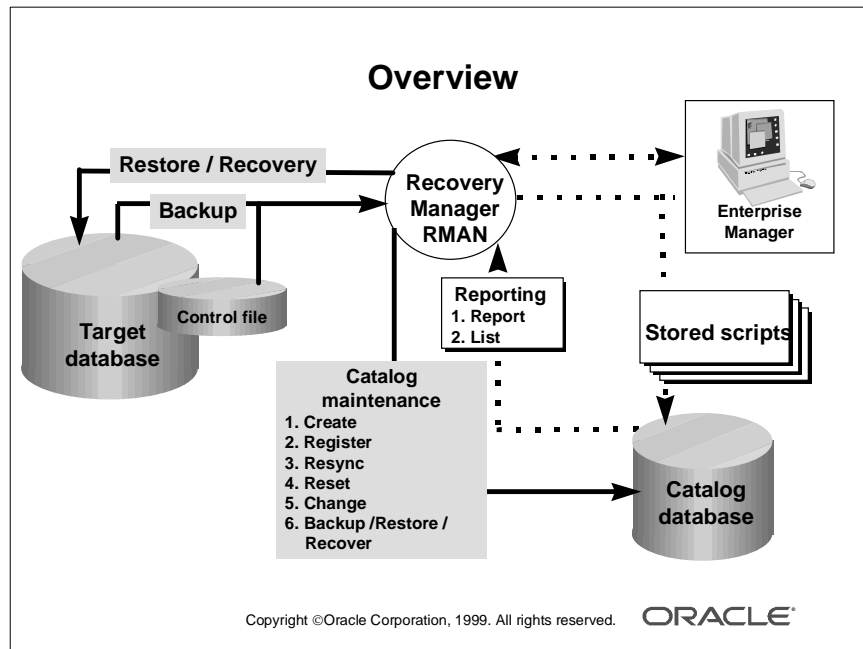 Overview
Restore / Recovery
Backup
Recovery
Manager
RMAN
Enterprise
Manager
Target
database
Control file
Reporting
1. Report
2. List
Stored scripts
Catalog
maintenance
1. Create
2. Register
3. Resync
4. Reset
5. Change
6. Backup /Restore /
Recover
Catalog
database
Copyright ©Oracle Corporation, 1999. All rights reserved.
ORACLE®